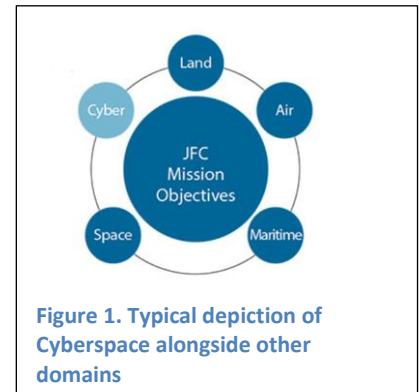 Land
Cyber
Air
JFC
Mission
Objectives
Space
Maritime
Figure 1. Typical depiction of
Cyberspace alongside other
domains